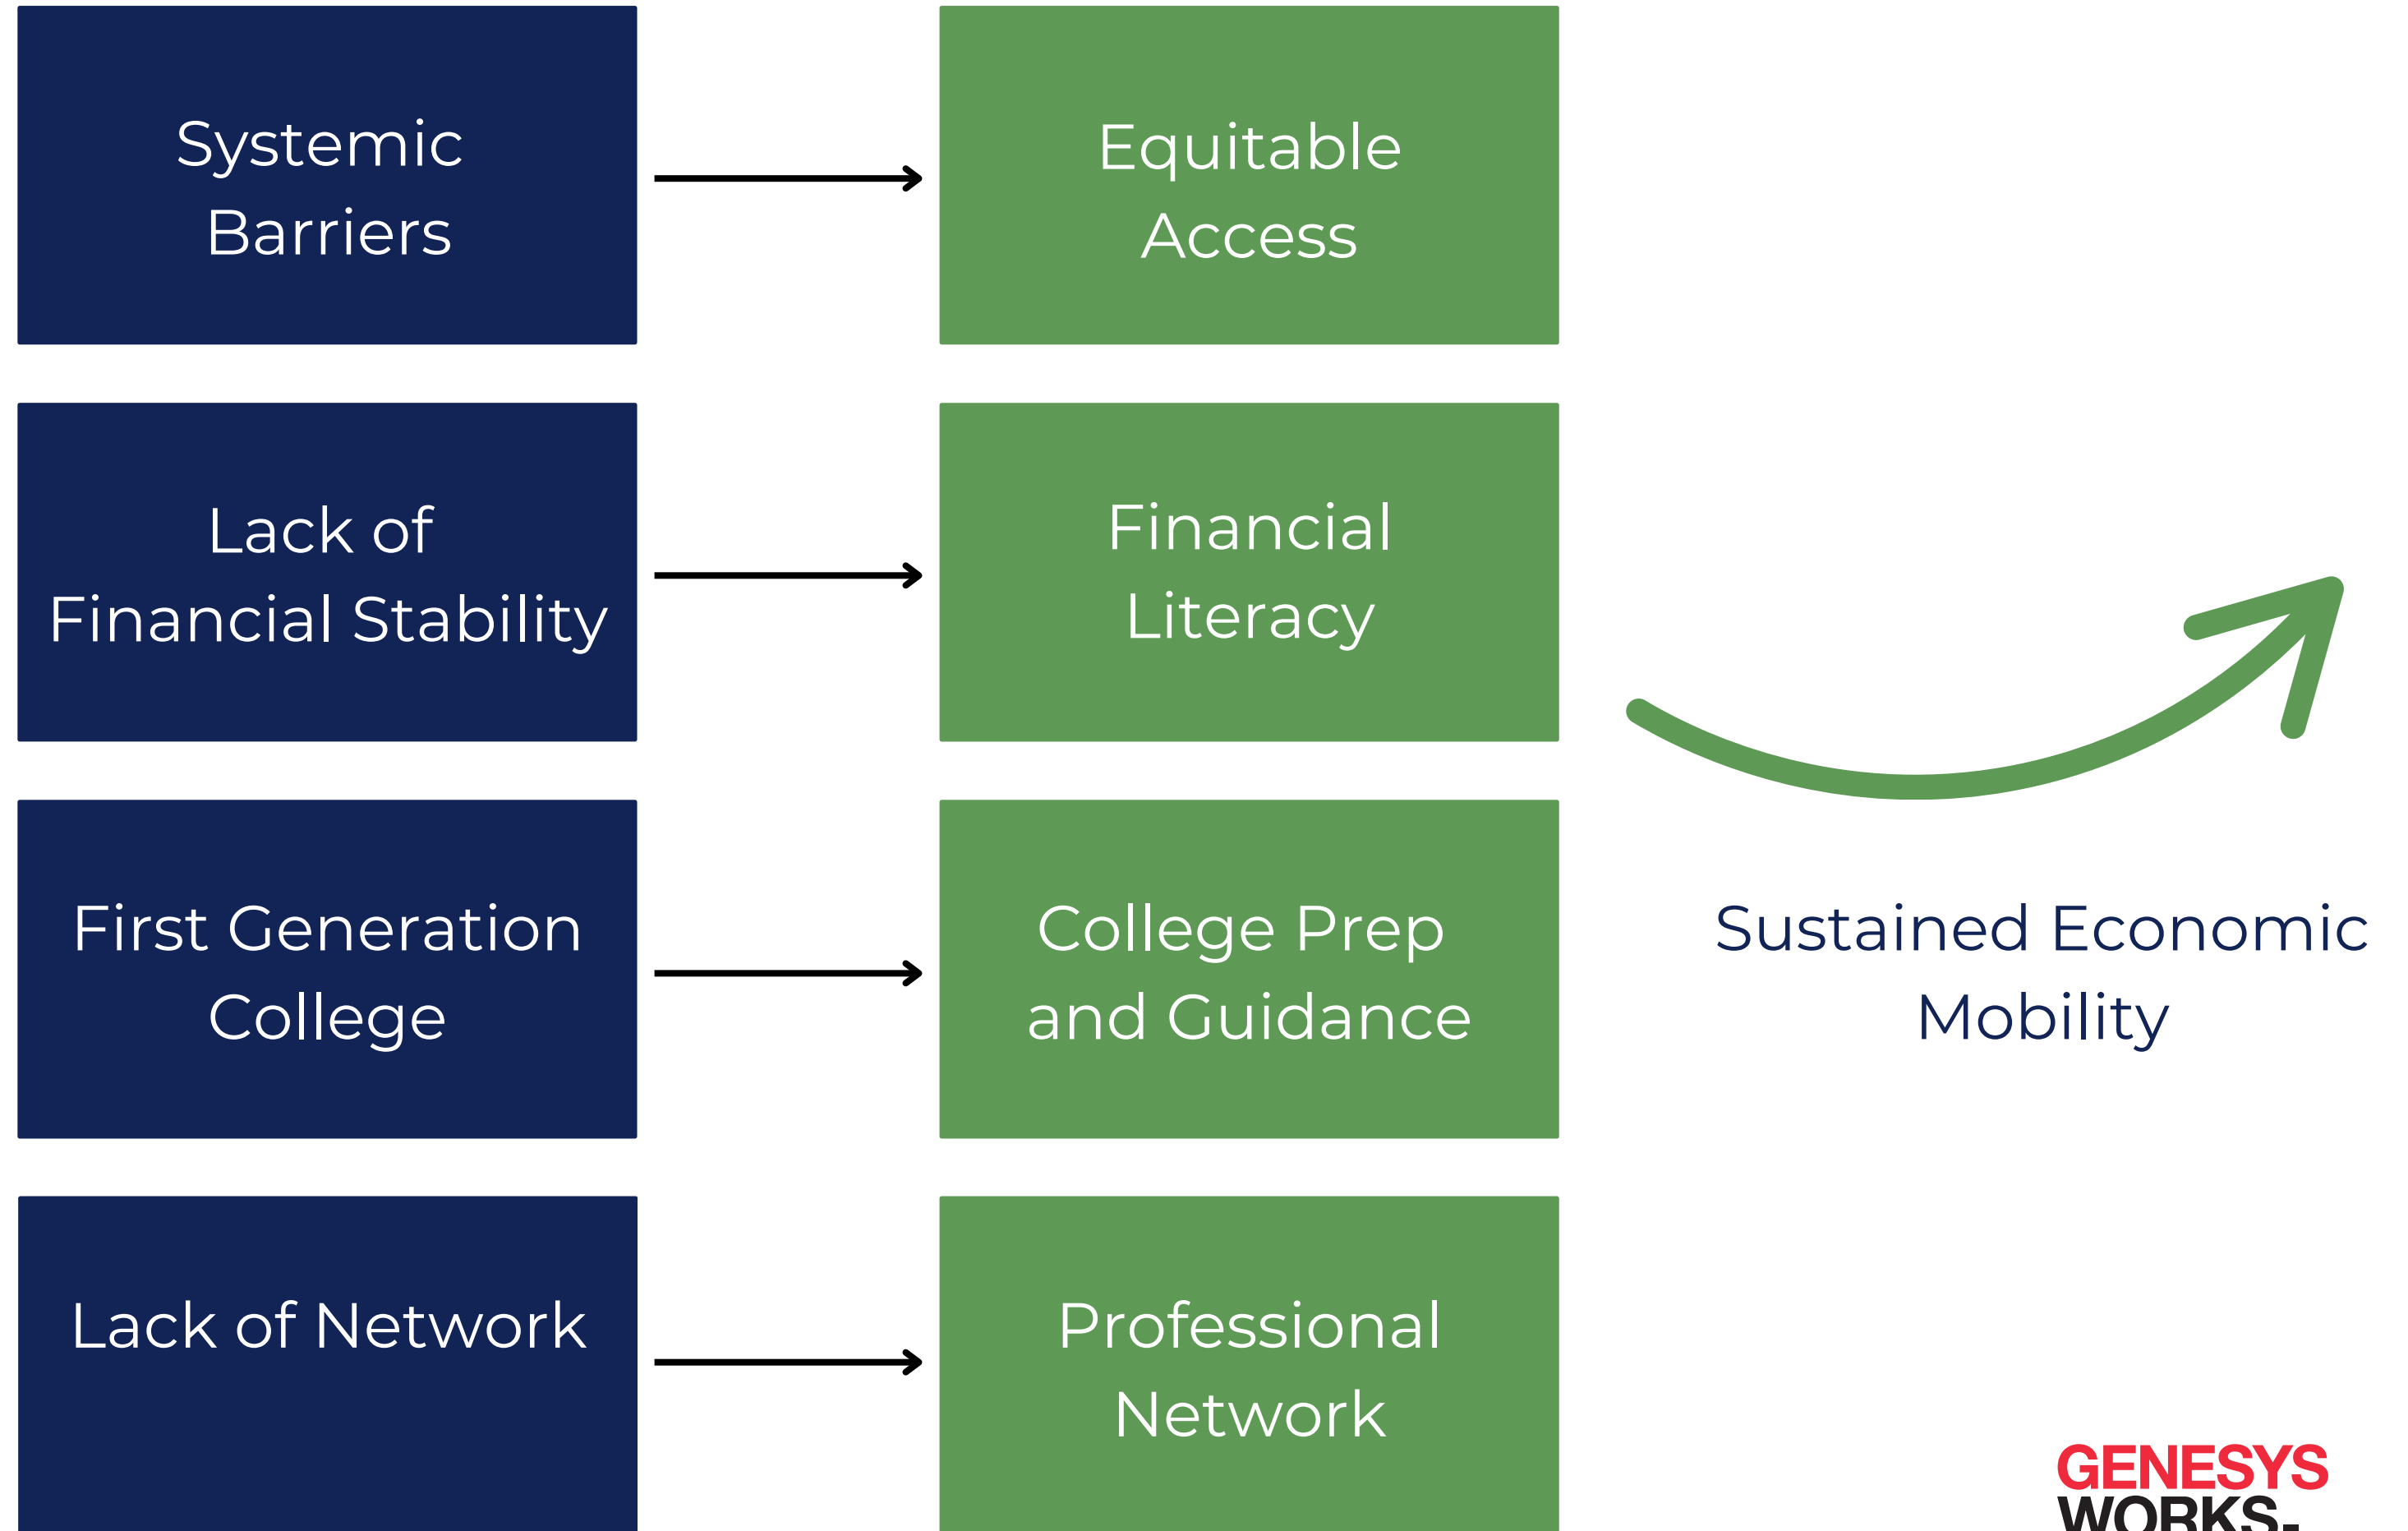 Systemic
Barriers
Equitable
Access
Lack of
Financial Stability
Financial
Literacy
First Generation
College
College Prep
and Guidance
Sustained Economic
Mobility
Lack of Network
Professional
Network
GENESYS
WORKS-